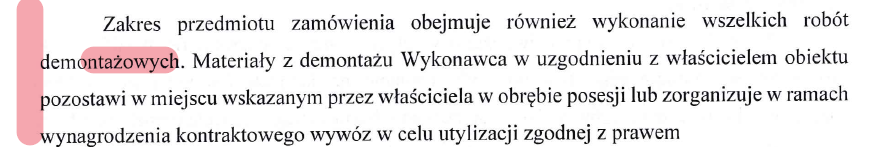 Zakres przedmiotu zamówienia obejmuje również wykonanie wszelkich robót
demontażowych. Materiały z demontażu Wykonawca w uzgodnieniu z właścicielem obiektu
pozostawi w miejscu wskazanym przez właściciela w obrębie posesji lub zorganizuje w ramach
wynagrodzenia kontraktowego wywóz w celu utylizacji zgodnej z prawem